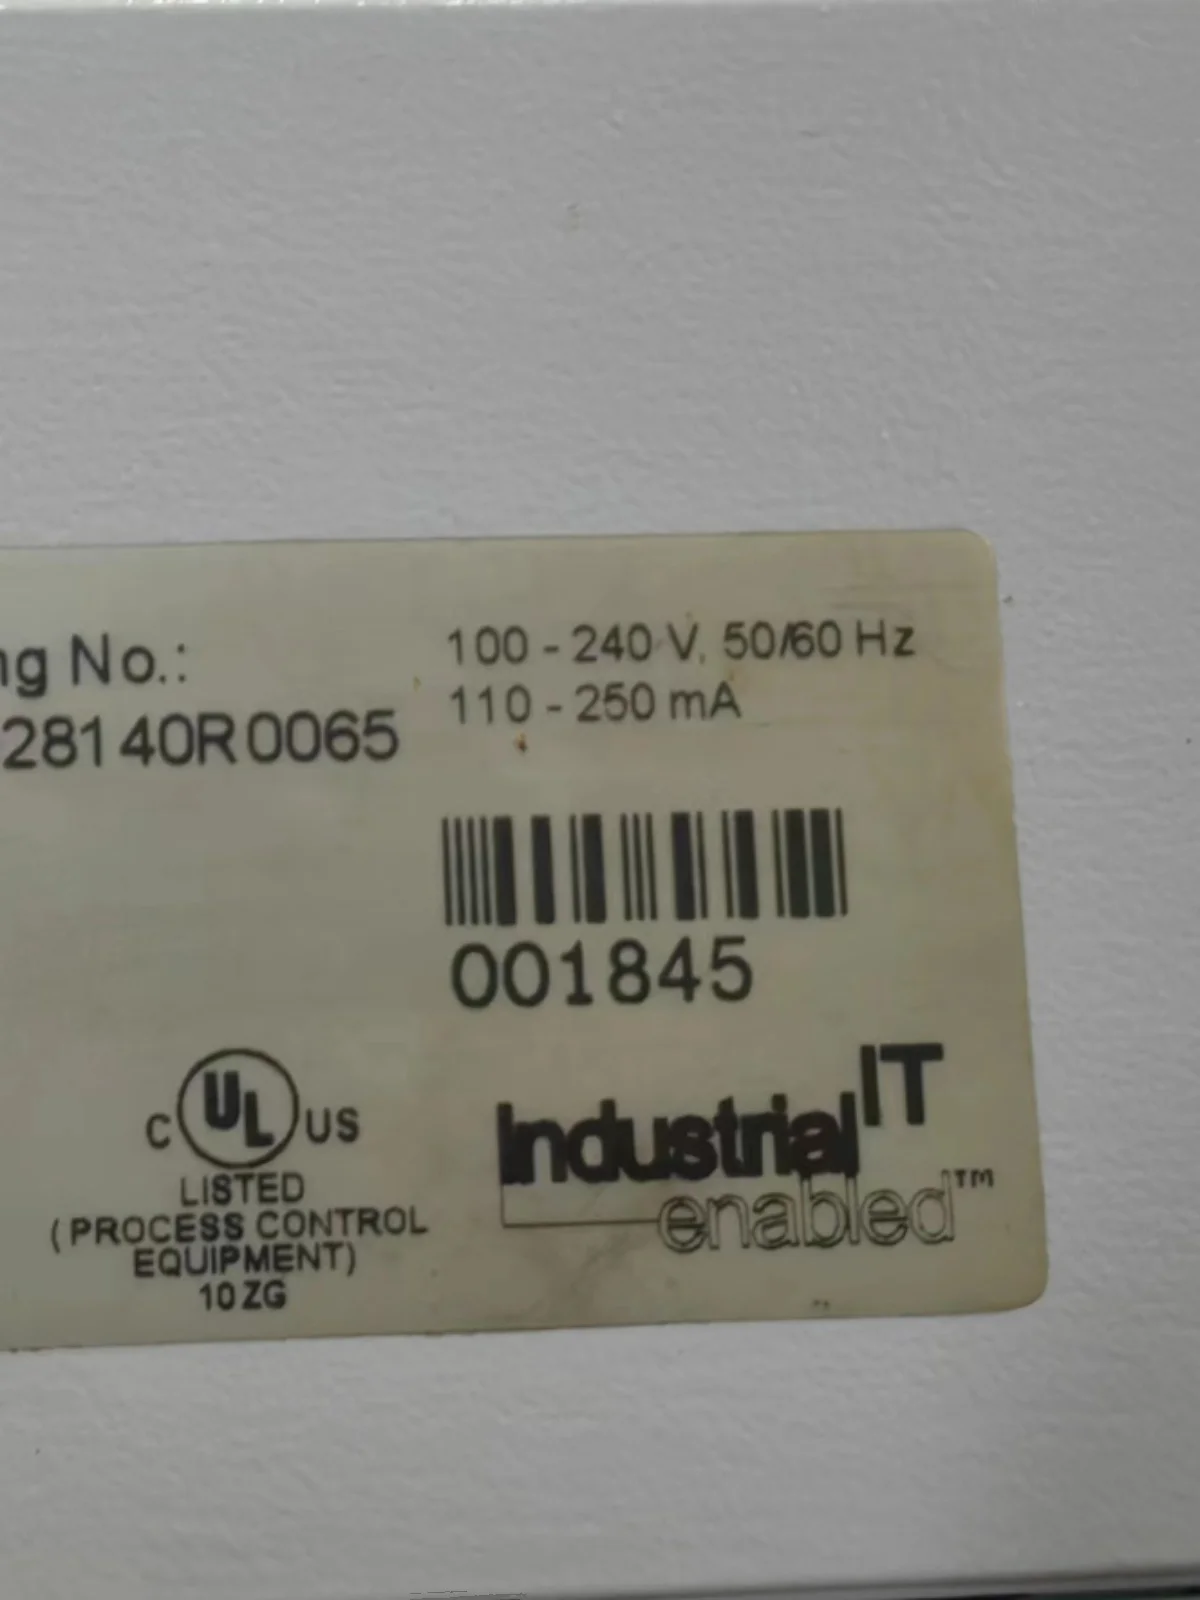 ng No.:
28140R0065
100 - 240 V, 50/60 Hz
110 - 250 mA
001845
C UL US
LISTED
(PROCESS CONTROL
EQUIPMENT)
10ZG
Industrial IT
enabled™